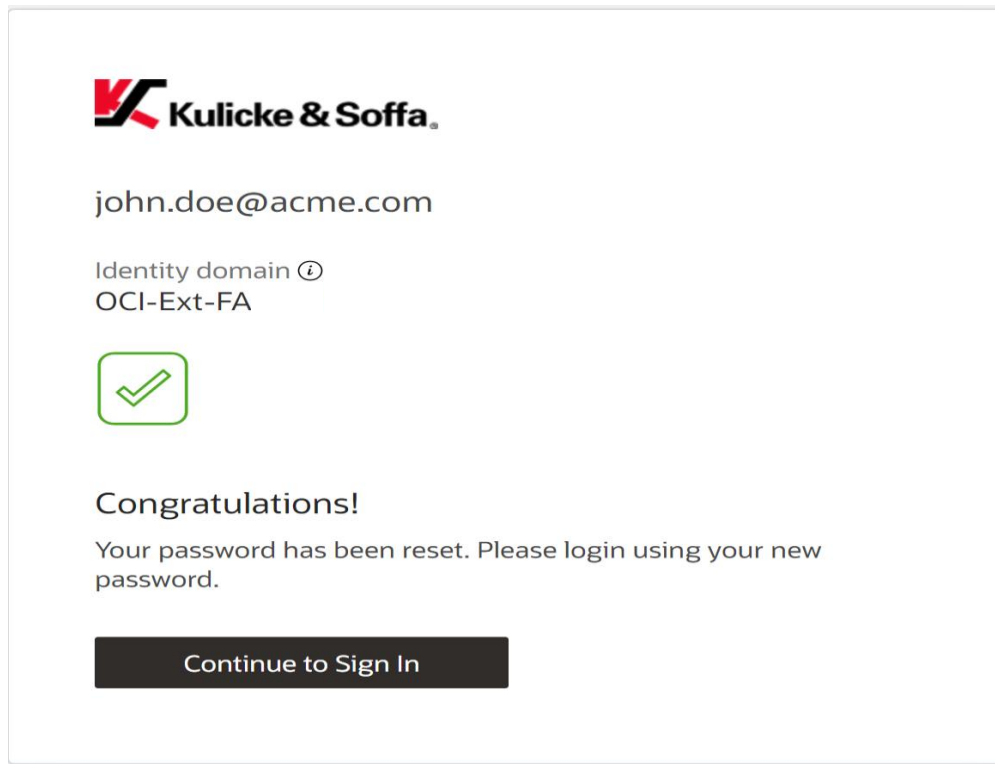 Kulicke & Soffa®
john.doe@acme.com
Identity domain
OCI-Ext-FA
Congratulations!
Your password has been reset. Please login using your new
password.
Continue to Sign In